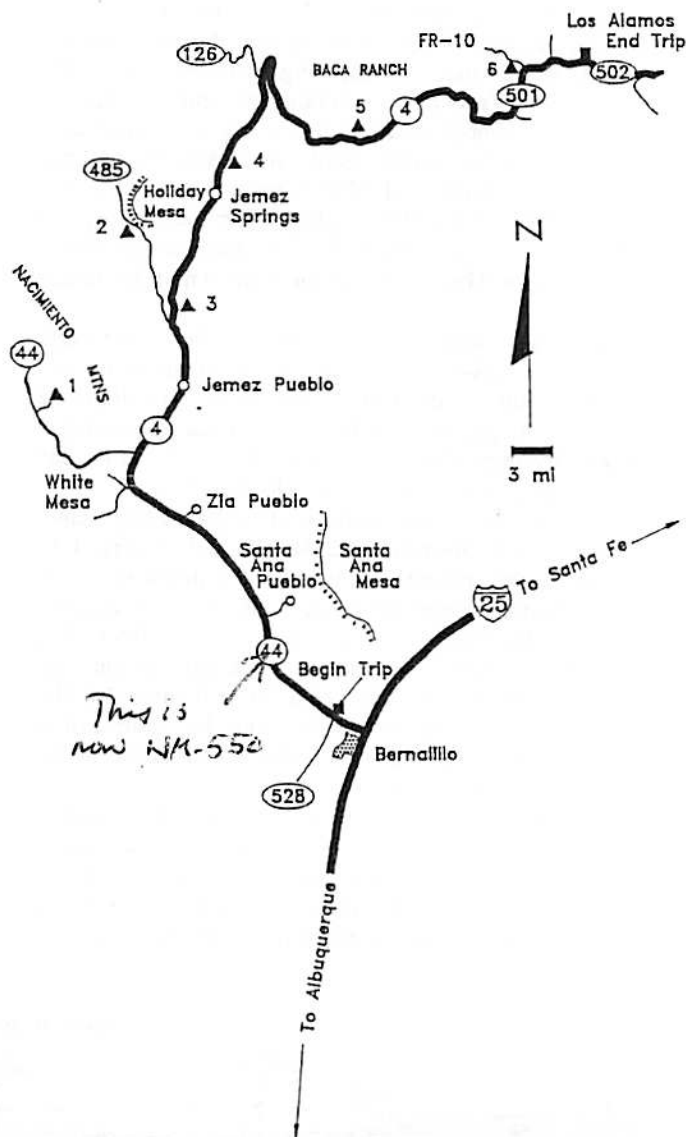 Los Alamos
End Trip
FR-10
126
BACA RANCH
6
502
5
4
501
4
485
Holiday
Mesa
Jemez
Springs
2
N
NACIMIENTO
MTNS
3
44
1
Jemez Pueblo
4
3 mi
White
Mesa
Zia Pueblo
Santa
Ana
Pueblo
Santa
Ana
Mesa
To Santa Fe
25
44
Begin Trip
This is
now NM-550
Bernalillo
528
To Albuquerque